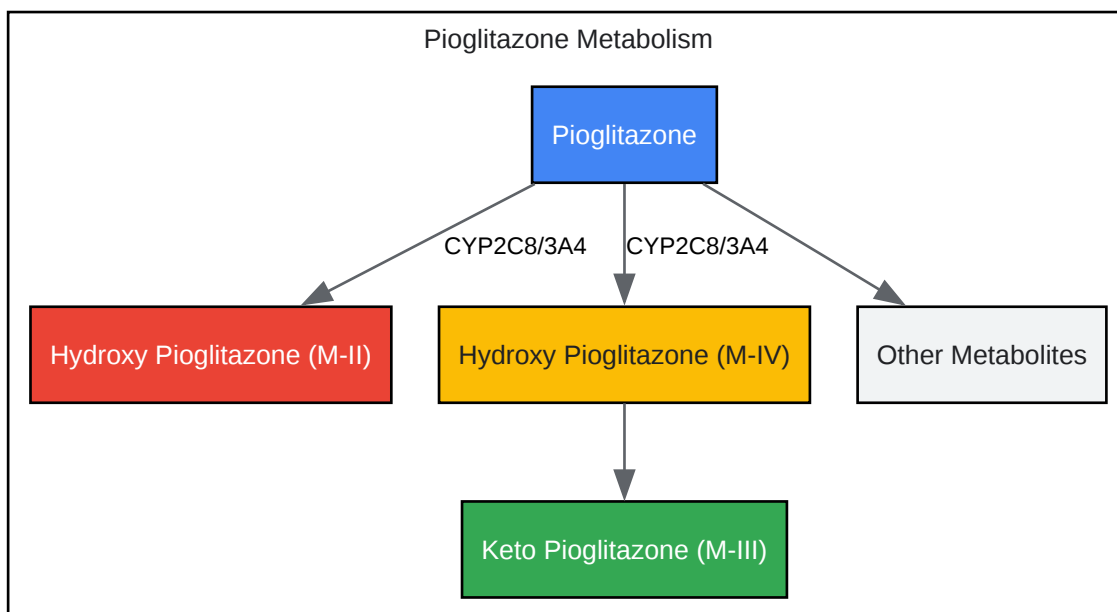 Pioglitazone Metabolism
Pioglitazone
CYP2C8/3A4
CYP2C8/3A4
Hydroxy Pioglitazone (M-II)
Hydroxy Pioglitazone (M-IV)
Other Metabolites
Keto Pioglitazone (M-III)